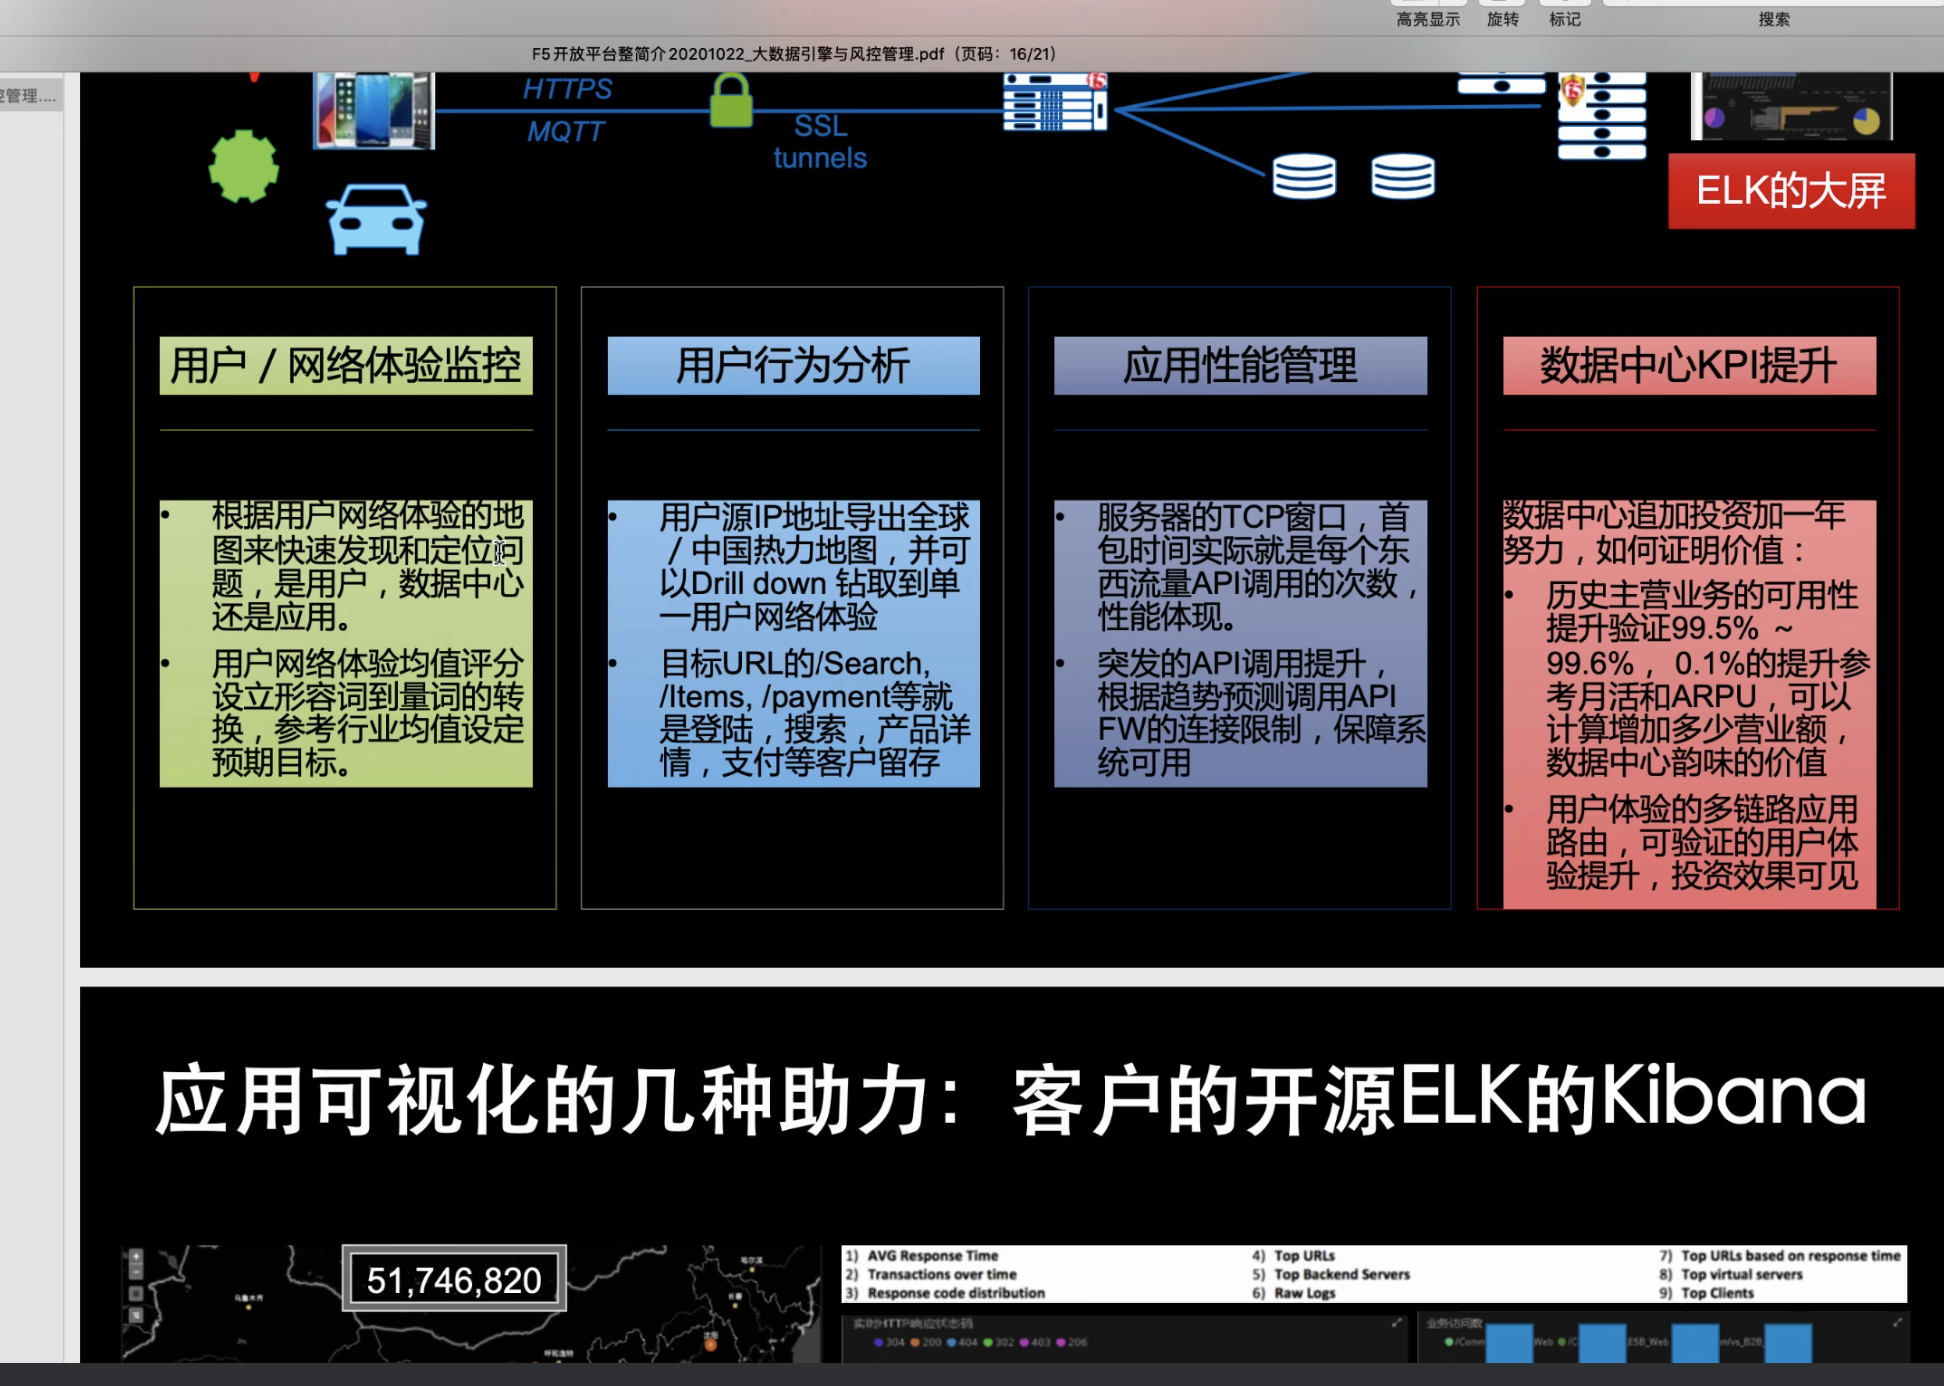 高亮显示 旋转 标记 搜索
F5开放平台整简介20201022_大数据引擎与风控管理.pdf（页码：16/21）
管理....
HTTPS
MQTT
SSL
tunnels
f5
f5
ELK的大屏
用户 / 网络体验监控
• 根据用户网络体验的地
图来快速发现和定位问
题，是用户，数据中心
还是应用。
• 用户网络体验均值评分
设立形容词到量词的转
换，参考行业均值设定
预期目标。
用户行为分析
• 用户源IP地址导出全球
/ 中国热力地图，并可
以Drill down 钻取到单
一用户网络体验
• 目标URL的/Search,
/Items, /payment等就
是登陆，搜索，产品详
情，支付等客户留存
应用性能管理
• 服务器的TCP窗口，首
包时间实际就是每个东
西流量API调用的次数，
性能体现。
• 突发的API调用提升，
根据趋势预测调用API
FW的连接限制，保障系
统可用
数据中心KPI提升
数据中心追加投资加一年
努力，如何证明价值：
• 历史主营业务的可用性
提升验证99.5% ~
99.6%，0.1%的提升参
考月活和ARPU，可以
计算增加多少营业额，
数据中心韵味的价值
• 用户体验的多链路应用
路由，可验证的用户体
验提升，投资效果可见
应用可视化的几种助力：客户的开源ELK的Kibana
51,746,820
乌鲁木齐
哈尔滨
长春
沈阳
呼和浩特
1) AVG Response Time
2) Transactions over time
3) Response code distribution
4) Top URLs
5) Top Backend Servers
6) Raw Logs
7) Top URLs based on response time
8) Top virtual servers
9) Top Clients
实时HTTP响应状态码
304 200 404 302 403 206
业务访问数
/Comm Web /C ESB_Web m/vs_B2B